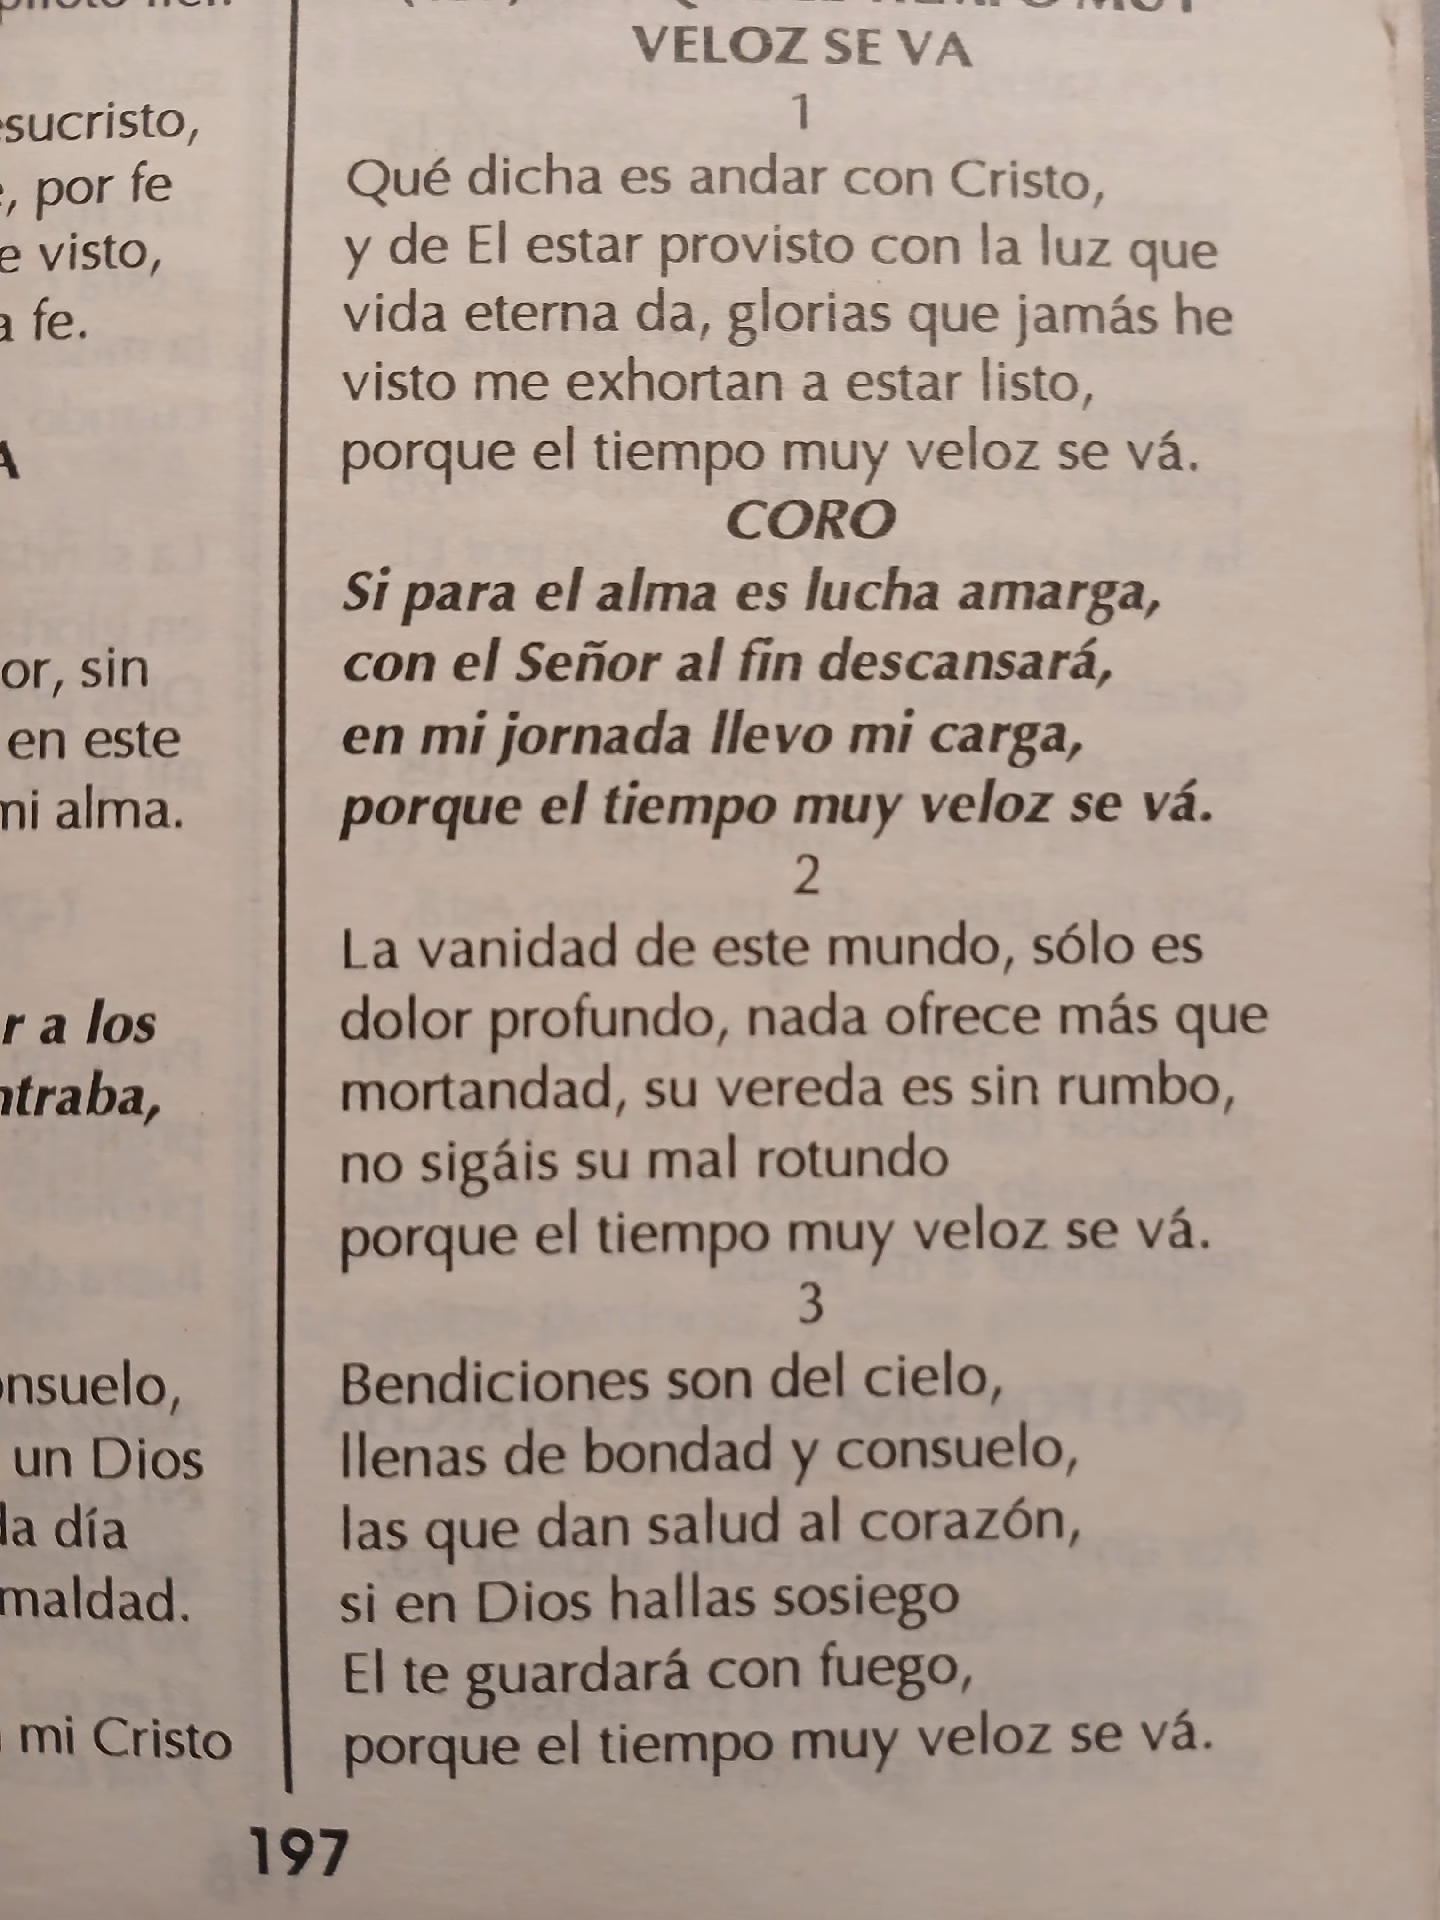 sucristo,
, por fe
e visto,
a fe.
A
or, sin
en este
mi alma.
r a los
ntraba,
nsuelo,
un Dios
la día
maldad.
mi Cristo
VELOZ SE VA
1
Qué dicha es andar con Cristo,
y de El estar provisto con la luz que
vida eterna da, glorias que jamás he
visto me exhortan a estar listo,
porque el tiempo muy veloz se vá.
CORO
Si para el alma es lucha amarga,
con el Señor al fin descansará,
en mi jornada llevo mi carga,
porque el tiempo muy veloz se vá.
2
La vanidad de este mundo, sólo es
dolor profundo, nada ofrece más que
mortandad, su vereda es sin rumbo,
no sigáis su mal rotundo
porque el tiempo muy veloz se vá.
3
Bendiciones son del cielo,
llenas de bondad y consuelo,
las que dan salud al corazón,
si en Dios hallas sosiego
El te guardará con fuego,
porque el tiempo muy veloz se vá.
197